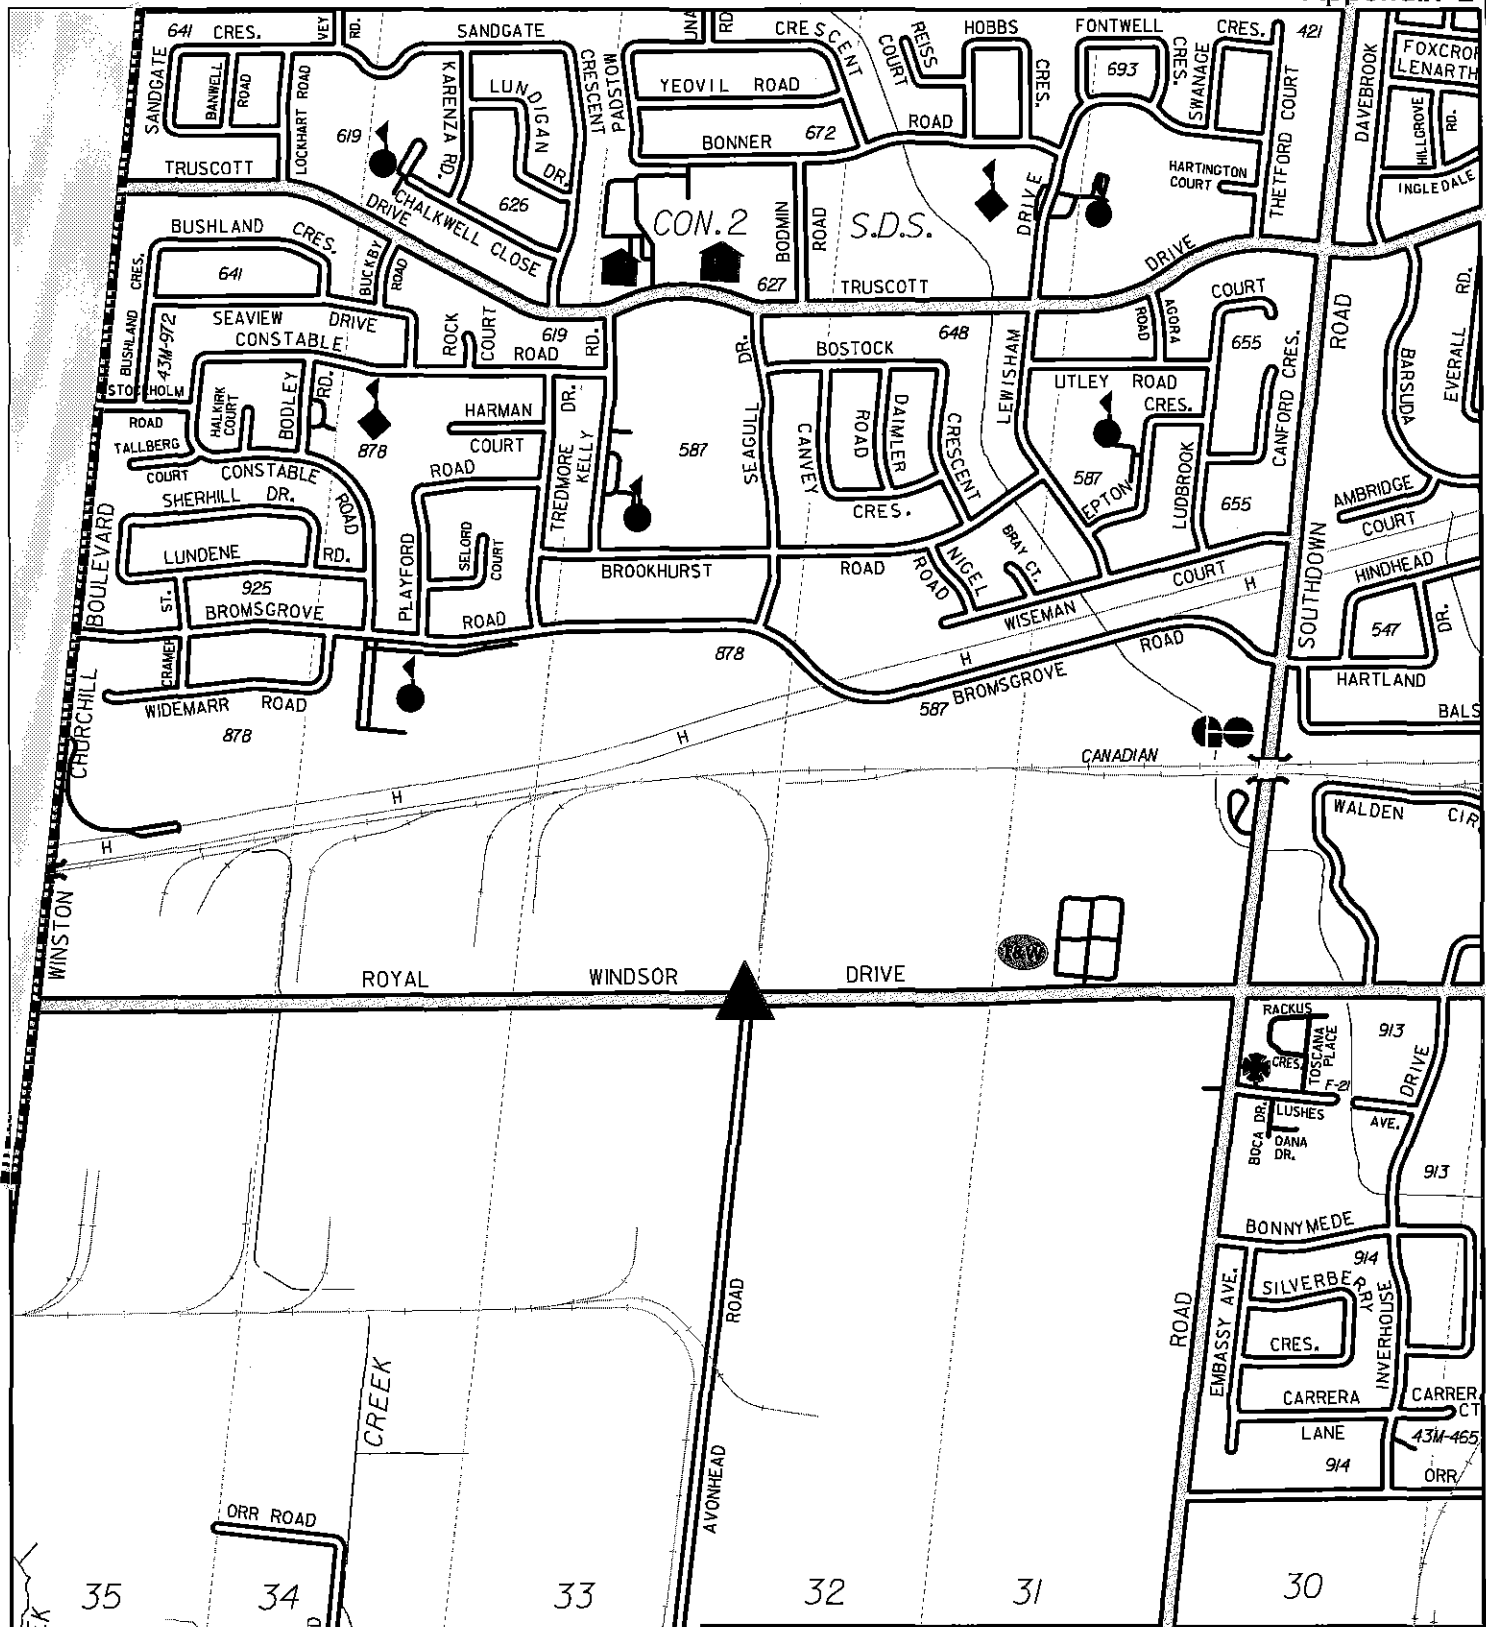 641 CRES.
VEY RD.
SANDGATE
SANDGATE
BANWELL ROAD
LOCKHART ROAD
KARENZA RD.
LUNDIGAN DR.
PAOSTON CRESCENT
RD
CRESCENT
YEOVIL ROAD
BONNER 672 ROAD
REISS COURT
HOBBS CRES.
FONTWELL CRES.
693
SWANAGE CRES.
421
THETFORD COURT
DAVEBROOK
LENARTH
HILLGROVE RD.
INGLEDALE
HARTINGTON COURT
619
TRUSCOTT DRIVE
CHALKWELL CLOSE
626
CON. 2 S.D.S.
BODMIN ROAD
627 TRUSCOTT DRIVE
DRIVE
BUSHLAND CRES.
641
BUCKBY ROAD
BUSHLAND CRES.
43M-972
SEAVIEW DRIVE
CONSTABLE ROAD
ROCK COURT
619
RD.
DR.
BOSTOCK
648
LEWISHAM
AGORA ROAD
COURT
655
UTLEY ROAD
CRES.
CANFORD CRES.
ROAD
BARSUDA
EVERALL RD.
STOCKHOLM ROAD
HALKIRK COURT
BODLEY RD.
TALLBERG COURT
CONSTABLE ROAD
878
HARMAN COURT
ROAD
TREDMORE DR.
KELLY
587
SEAGULL
CANVEY CRES.
DAIMLER ROAD
CRESCENT
587
EPTON
LUDBROOK
655
AMBRIDGE COURT
SHERHILL DR.
LUNDENE RD.
PLAYFORD
SELORD COURT
BROOKHURST ROAD
NIGEL ROAD
BRAY CT.
WISEMAN COURT
H
HINDHEAD
DR.
547
SOUTHDOWN
HARTLAND
BALS
BOULEVARD
925
ST.
CRAMER
BROMSGROVE ROAD
WIDEMARR ROAD
878
878
H
587
BROMSGROVE ROAD
H
CANADIAN
CHURCHILL
H
H
WALDEN CIR
WINSTON
F&W
ROYAL WINDSOR DRIVE
RACKUS CRES.
TOSCANA PLACE
913
F-21
DRIVE
LUSHES AVE.
BOCA DR.
DANA DR.
913
BONNYMEDE
914
SILVERBERRY CRES.
EMBASSY AVE.
INVERHOUSE
ROAD
ROAD
CARRERA LANE
CARRER CT
43M-465
914
ORR
CREEK
AVONHEAD
ORR ROAD
35 34 33 32 31 30